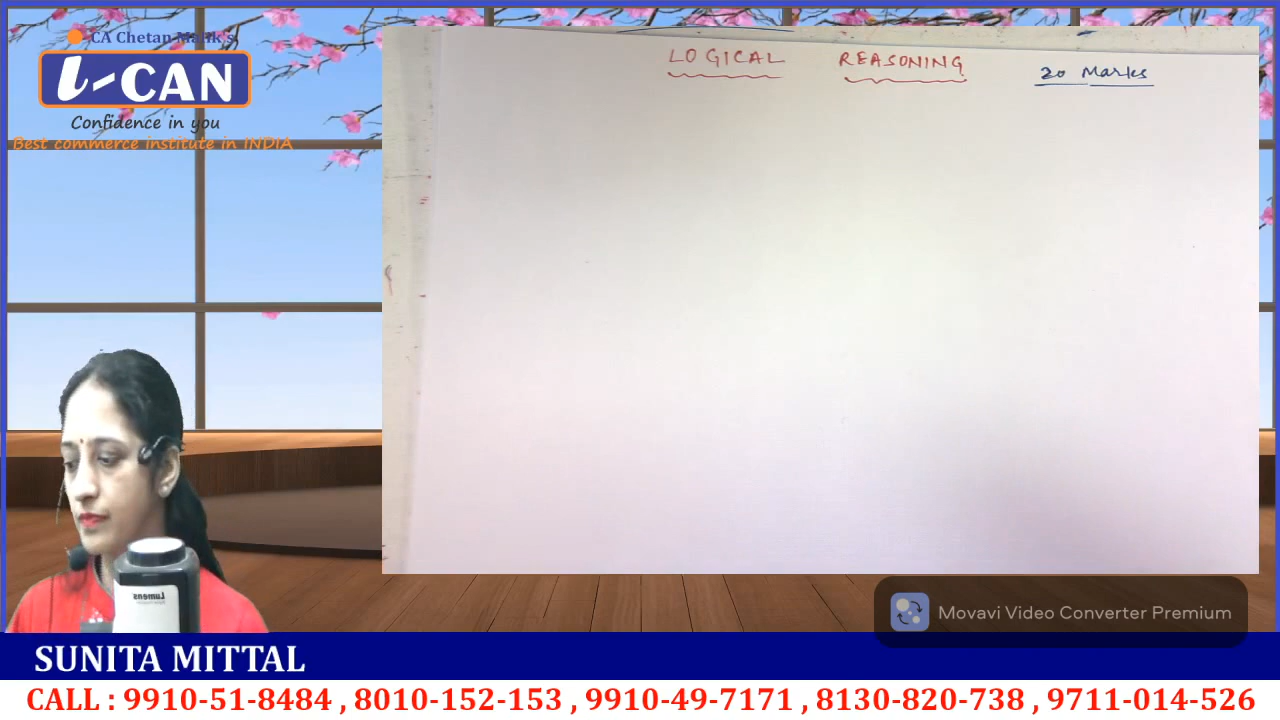 CA Chetan Malik's
i-CAN
Confidence in you
Best commerce institute in INDIA
LOGICAL REASONING 20 Marks
Lumens
Movavi Video Converter Premium
SUNITA MITTAL
CALL : 9910-51-8484 , 8010-152-153 , 9910-49-7171 , 8130-820-738 , 9711-014-526